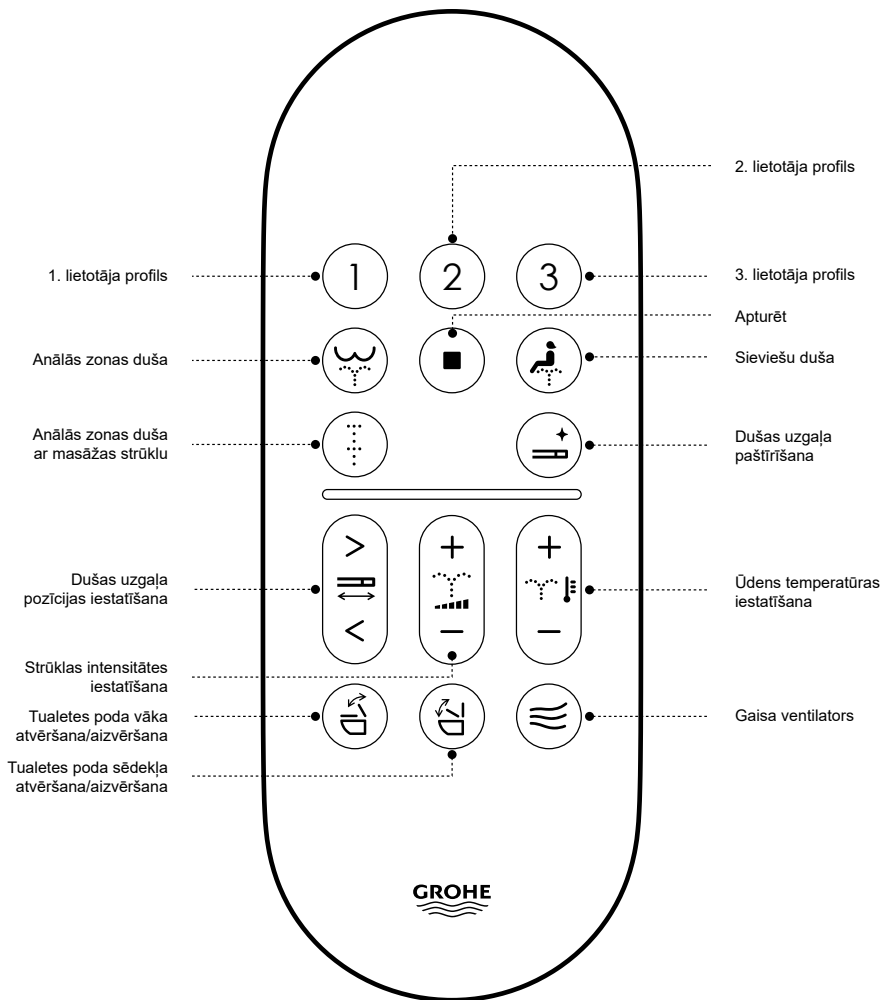 2. lietotāja profils
1. lietotāja profils
1
2
3
3. lietotāja profils
Apturēt
Anālās zonas duša
Sieviešu duša
Anālās zonas duša
ar masāžas strūklu
Dušas uzgaļa
paštīrīšana
>
+
+
Dušas uzgaļa
pozīcijas iestatīšana
Ūdens temperatūras
iestatīšana
<
−
−
Strūklas intensitātes
iestatīšana
Tualetes poda vāka
atvēršana/aizvēršana
Gaisa ventilators
Tualetes poda sēdekļa
atvēršana/aizvēršana
GROHE